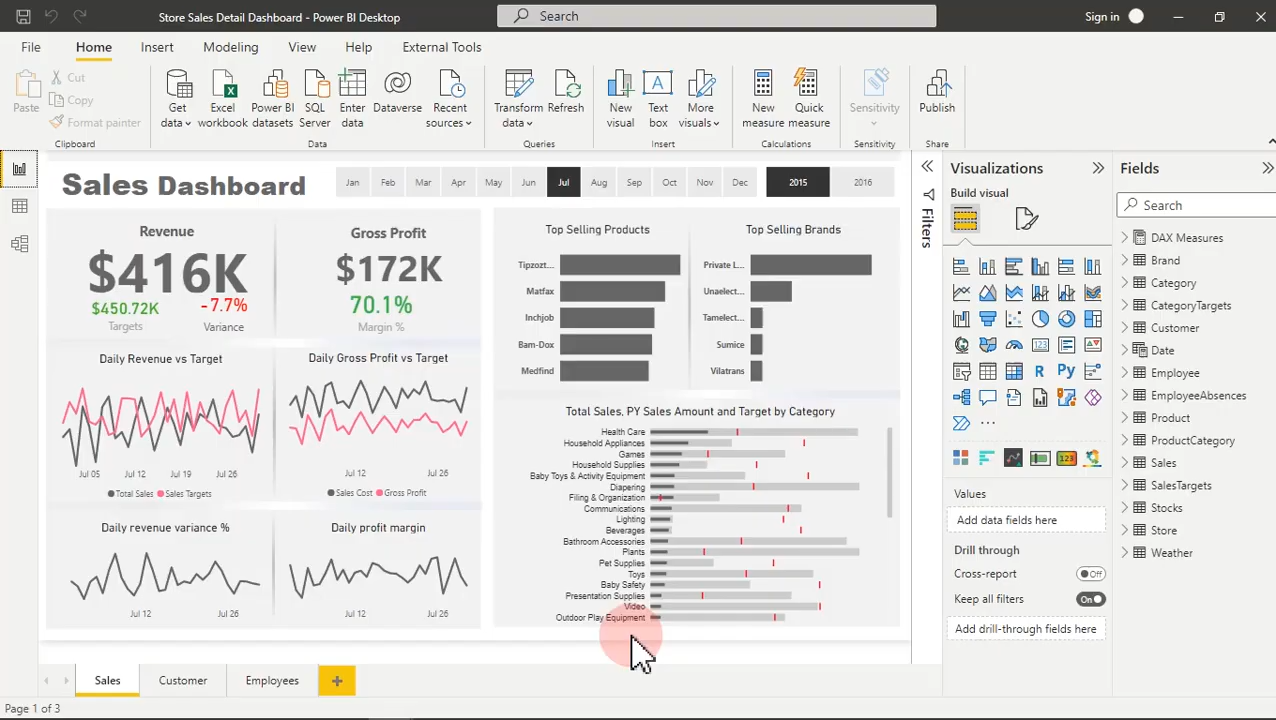 Store Sales Detail Dashboard - Power BI Desktop
Search
Sign in
File Home Insert Modeling View Help External Tools
Paste
Cut
Copy
Format painter
Clipboard
Get data
Excel workbook
Power BI datasets
SQL Server
Enter data
Dataverse
Recent sources
Data
Transform data
Refresh
Queries
New visual
Text box
More visuals
Insert
New measure
Quick measure
Calculations
Sensitivity
Sensitivity
Publish
Share
Sales Dashboard
Jan Feb Mar Apr May Jun Jul Aug Sep Oct Nov Dec
2015 2016
Revenue
$416K
$450.72K
Targets
-7.7%
Variance
Gross Profit
$172K
70.1%
Margin %
Daily Revenue vs Target
Jul 05 Jul 12 Jul 19 Jul 26
Total Sales Sales Targets
Daily Gross Profit vs Target
Jul 12 Jul 26
Sales Cost Gross Profit
Daily revenue variance %
Jul 12 Jul 26
Daily profit margin
Jul 12 Jul 26
Top Selling Products
Tipzozt...
Matfax
Inchjob
Bam-Dox
Medfind
Top Selling Brands
Private L...
Unaelect...
Tamelect...
Sumice
Vilatrans
Total Sales, PY Sales Amount and Target by Category
Health Care
Household Appliances
Games
Household Supplies
Baby Toys & Activity Equipment
Diapering
Filing & Organization
Communications
Lighting
Beverages
Bathroom Accessories
Plants
Pet Supplies
Toys
Baby Safety
Presentation Supplies
Video
Outdoor Play Equipment
Filters
Visualizations
Build visual
123
R
Py
123
Values
Add data fields here
Drill through
Cross-report
Off
Keep all filters
On
Add drill-through fields here
Fields
Search
DAX Measures
Brand
Category
CategoryTargets
Customer
Date
Employee
EmployeeAbsences
Product
ProductCategory
Sales
SalesTargets
Stocks
Store
Weather
Sales Customer Employees
Page 1 of 3